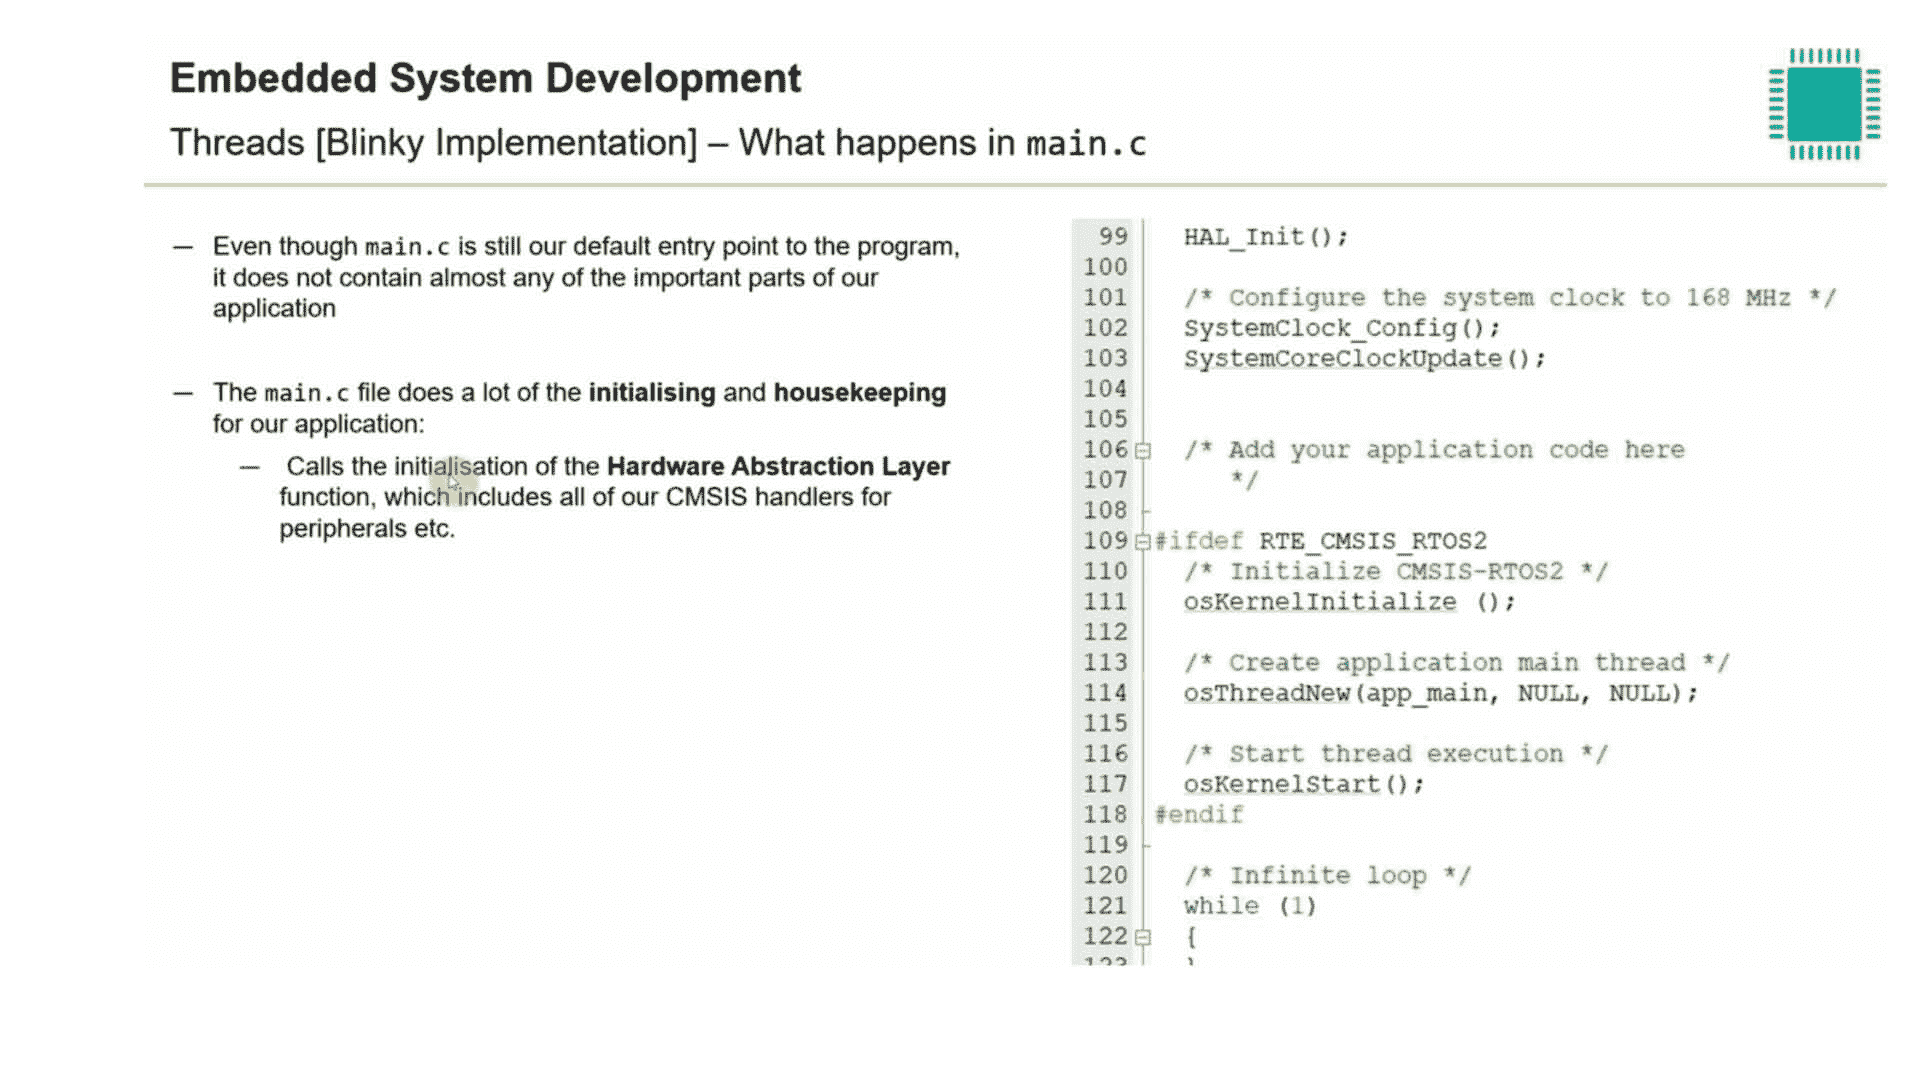 Embedded System Development
Threads [Blinky Implementation] – What happens in main.c
— Even though main.c is still our default entry point to the program,
it does not contain almost any of the important parts of our
application
— The main.c file does a lot of the initialising and housekeeping
for our application:
— Calls the initialisation of the Hardware Abstraction Layer
function, which includes all of our CMSIS handlers for
peripherals etc.
99 HAL_Init();
100
101 /* Configure the system clock to 168 MHz */
102 SystemClock_Config();
103 SystemCoreClockUpdate();
104
105
106 /* Add your application code here
107 */
108
109 #ifdef RTE_CMSIS_RTOS2
110 /* Initialize CMSIS-RTOS2 */
111 osKernelInitialize ();
112
113 /* Create application main thread */
114 osThreadNew(app_main, NULL, NULL);
115
116 /* Start thread execution */
117 osKernelStart();
118 #endif
119
120 /* Infinite loop */
121 while (1)
122 {